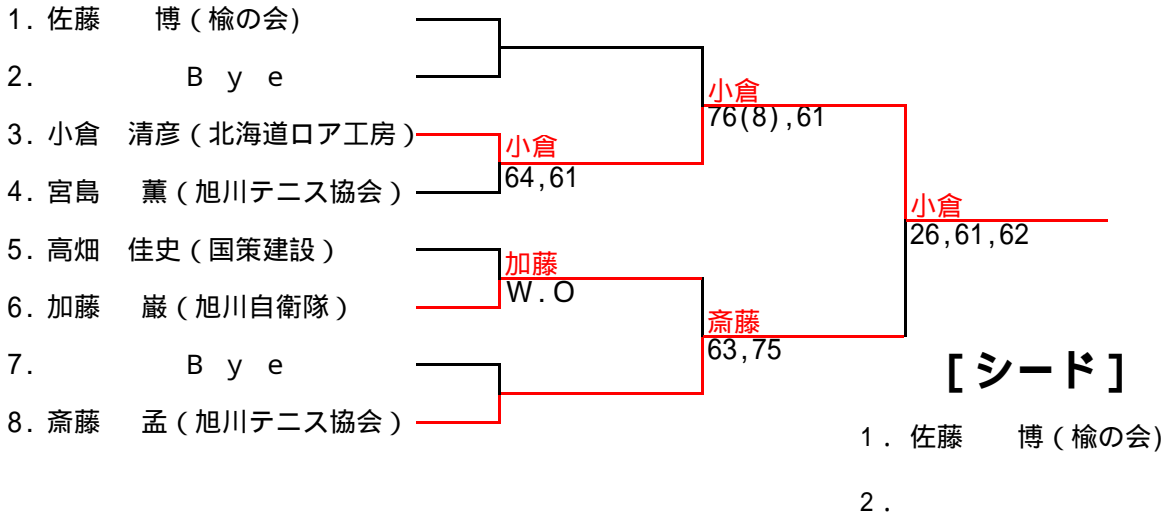 1. 佐藤　博(楡の会)
2. Bye
3. 小倉　清彦(北海道ロア工房)
4. 宮島　薫(旭川テニス協会)
5. 高畑　佳史(国策建設)
6. 加藤　巌(旭川自衛隊)
7. Bye
8. 斎藤　孟(旭川テニス協会)
小倉
64,61
加藤
W.O
小倉
76(8),61
斎藤
63,75
小倉
26,61,62
[シード]
1. 佐藤　博(楡の会)
2.